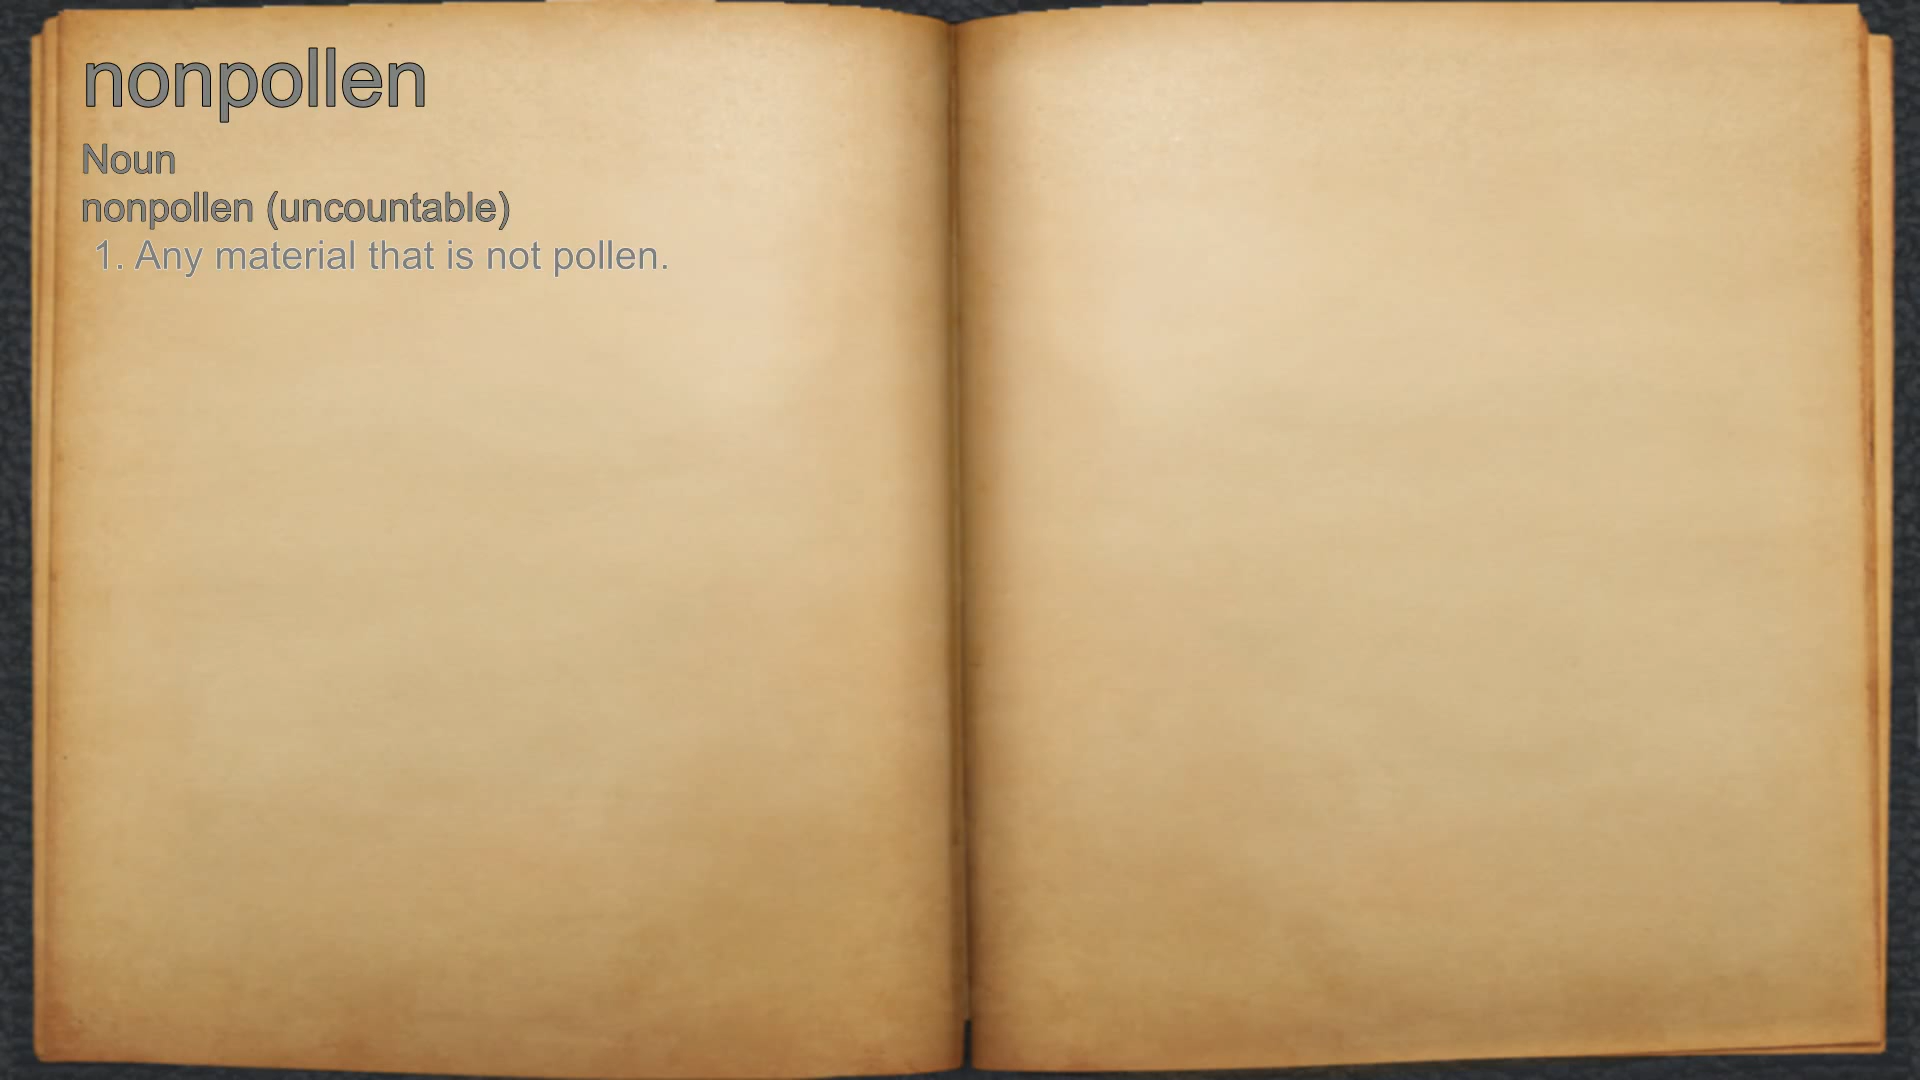 nonpollen
Noun
nonpollen (uncountable)
1. Any material that is not pollen.